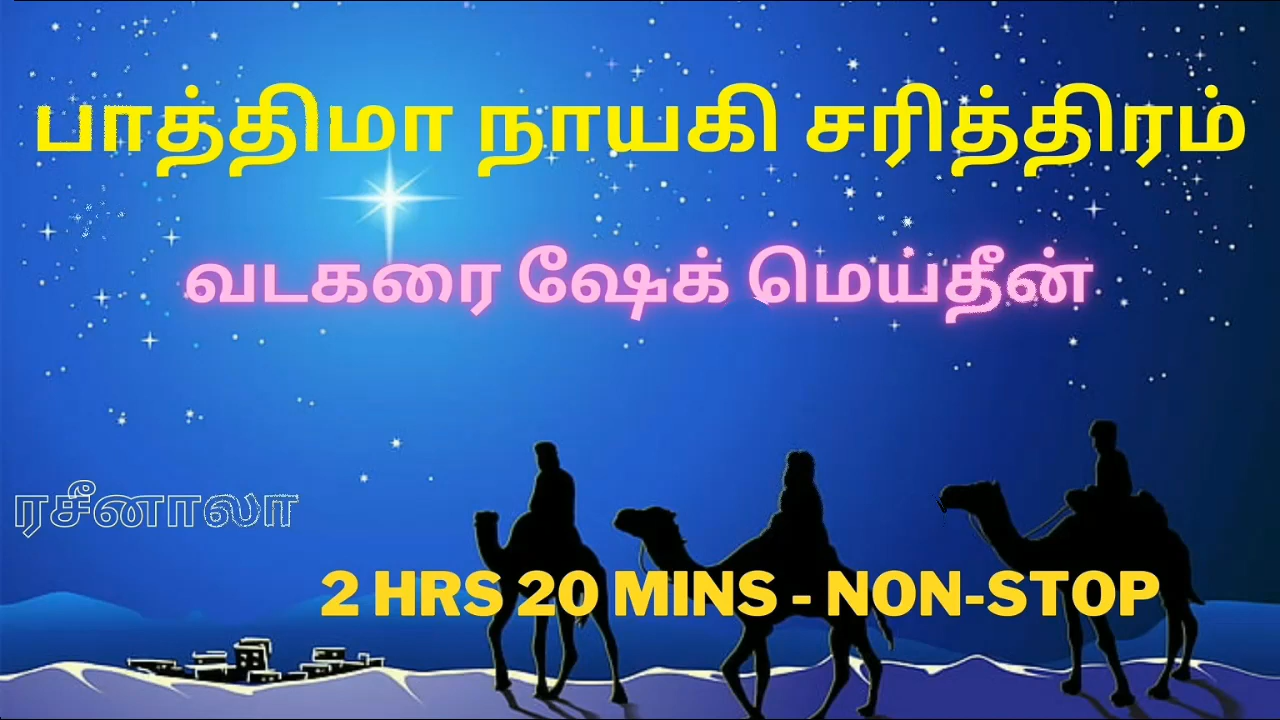 பாத்திமா நாயகி சரித்திரம்
வடகரை ஷேக் மெய்தீன்
ரசீனாலா
2 HRS 20 MINS - NON-STOP